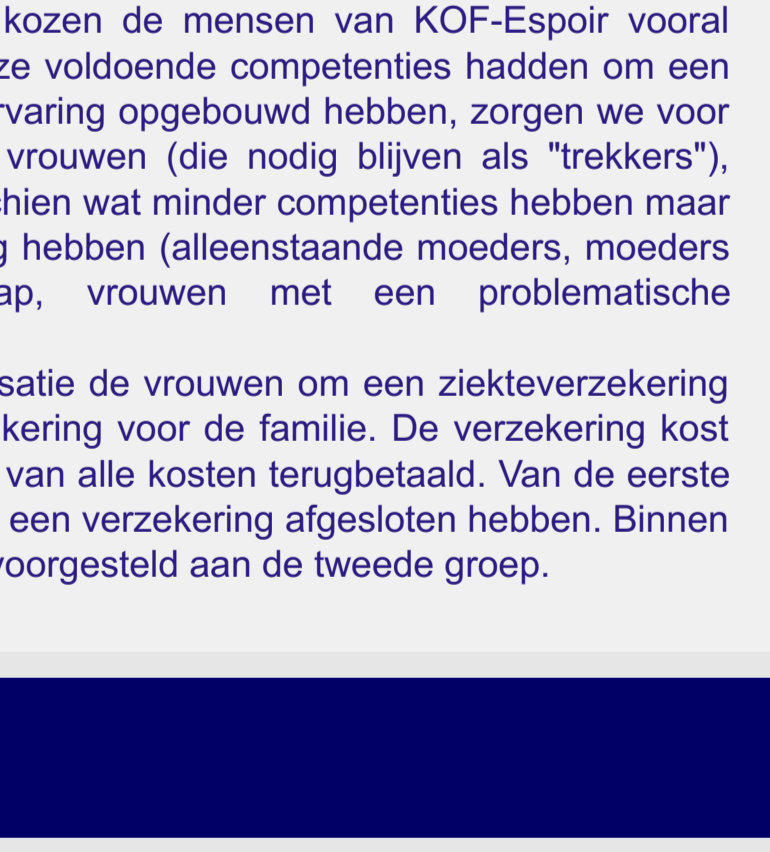 kozen de mensen van KOF-Espoir vooral
ze voldoende competenties hadden om een
rvaring opgebouwd hebben, zorgen we voor
vrouwen (die nodig blijven als "trekkers"),
chien wat minder competenties hebben maar
g hebben (alleenstaande moeders, moeders
ap, vrouwen met een problematische
satie de vrouwen om een ziekteverzekering
kering voor de familie. De verzekering kost
van alle kosten terugbetaald. Van de eerste
een verzekering afgesloten hebben. Binnen
voorgesteld aan de tweede groep.